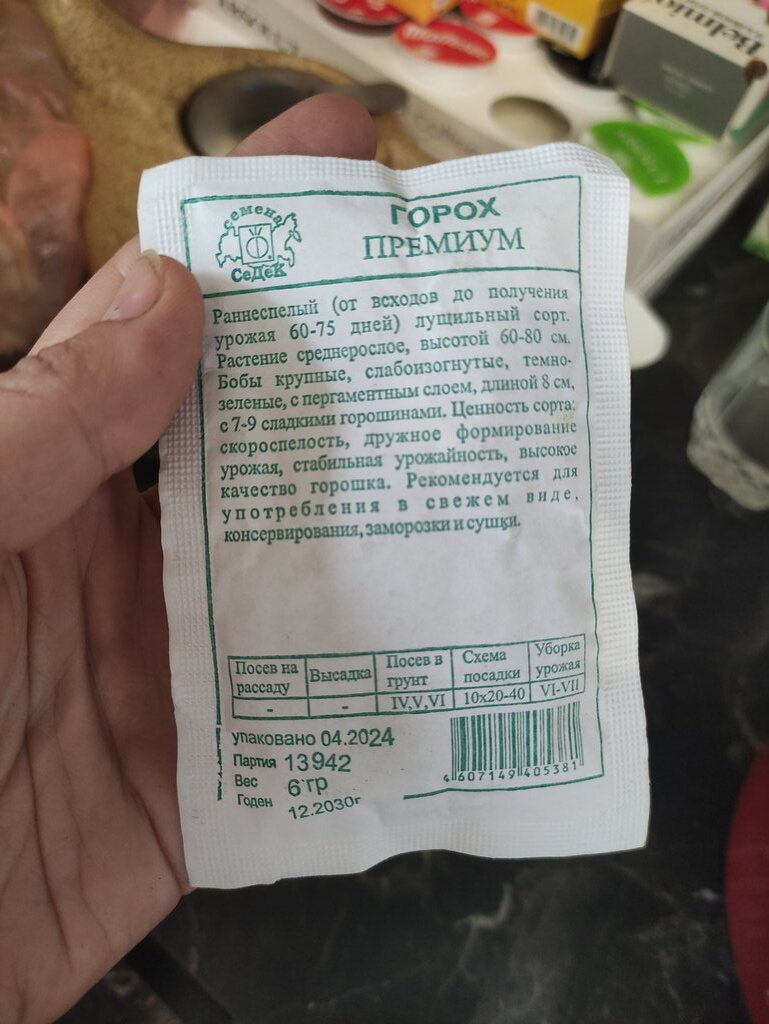 семена
СеДеК
ГОРОХ
ПРЕМИУМ
Раннеспелый (от всходов до получения
урожая 60-75 дней) лущильный сорт.
Растение среднерослое, высотой 60-80 см.
Бобы крупные, слабоизогнутые, темно-
зеленые, с пергаментным слоем, длиной 8 см,
с 7-9 сладкими горошинами. Ценность сорта:
скороспелость, дружное формирование
урожая, стабильная урожайность, высокое
качество горошка. Рекомендуется для
употребления в свежем виде,
консервирования, заморозки и сушки.
Посев на рассаду Высадка Посев в грунт Схема посадки Уборка урожая
- - IV,V,VI 10x20-40 VI-VII
упаковано 04.2024
Партия 13942
Вес 6 гр
Годен 12.2030г
4 607149 405381